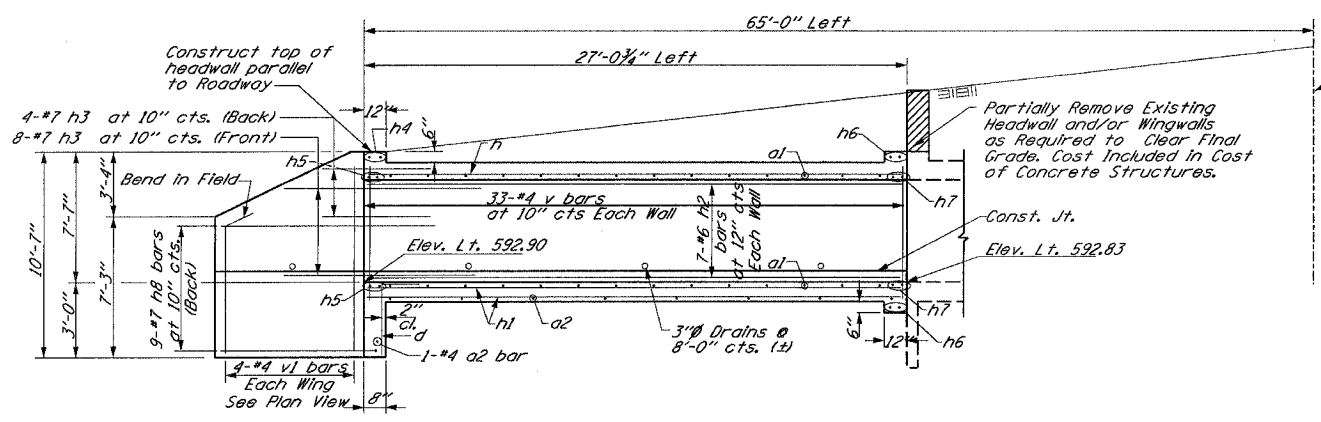 65'-0" Left
Construct top of
headwall parallel
to Roadway
27'-0¾" Left
12"
4-#7 h3 at 10" cts. (Back)
8-#7 h3 at 10" cts. (Front)
h4
6"
h
h6
Partially Remove Existing
Headwall and/or Wingwalls
as Required to Clear Final
Grade. Cost Included in Cost
of Concrete Structures.
h5
a1
Bend in Field
33-#4 v bars
at 10" cts Each Wall
7-#6 h2
bars
at 12" cts
Each Wall
h7
Const. Jt.
10'-7"
7'-7"
3'-4"
7'-3"
3'-0"
9-#7 h8 bars
at 10" cts.
(Back)
Elev. Lt. 592.90
Elev. Lt. 592.83
a1
h5
2"
cl.
d
h1
a2
3"Ø Drains @
8'-0" cts. (±)
6"
12"
h7
h6
1-#4 a2 bar
4-#4 v1 bars
Each Wing
See Plan View
8"